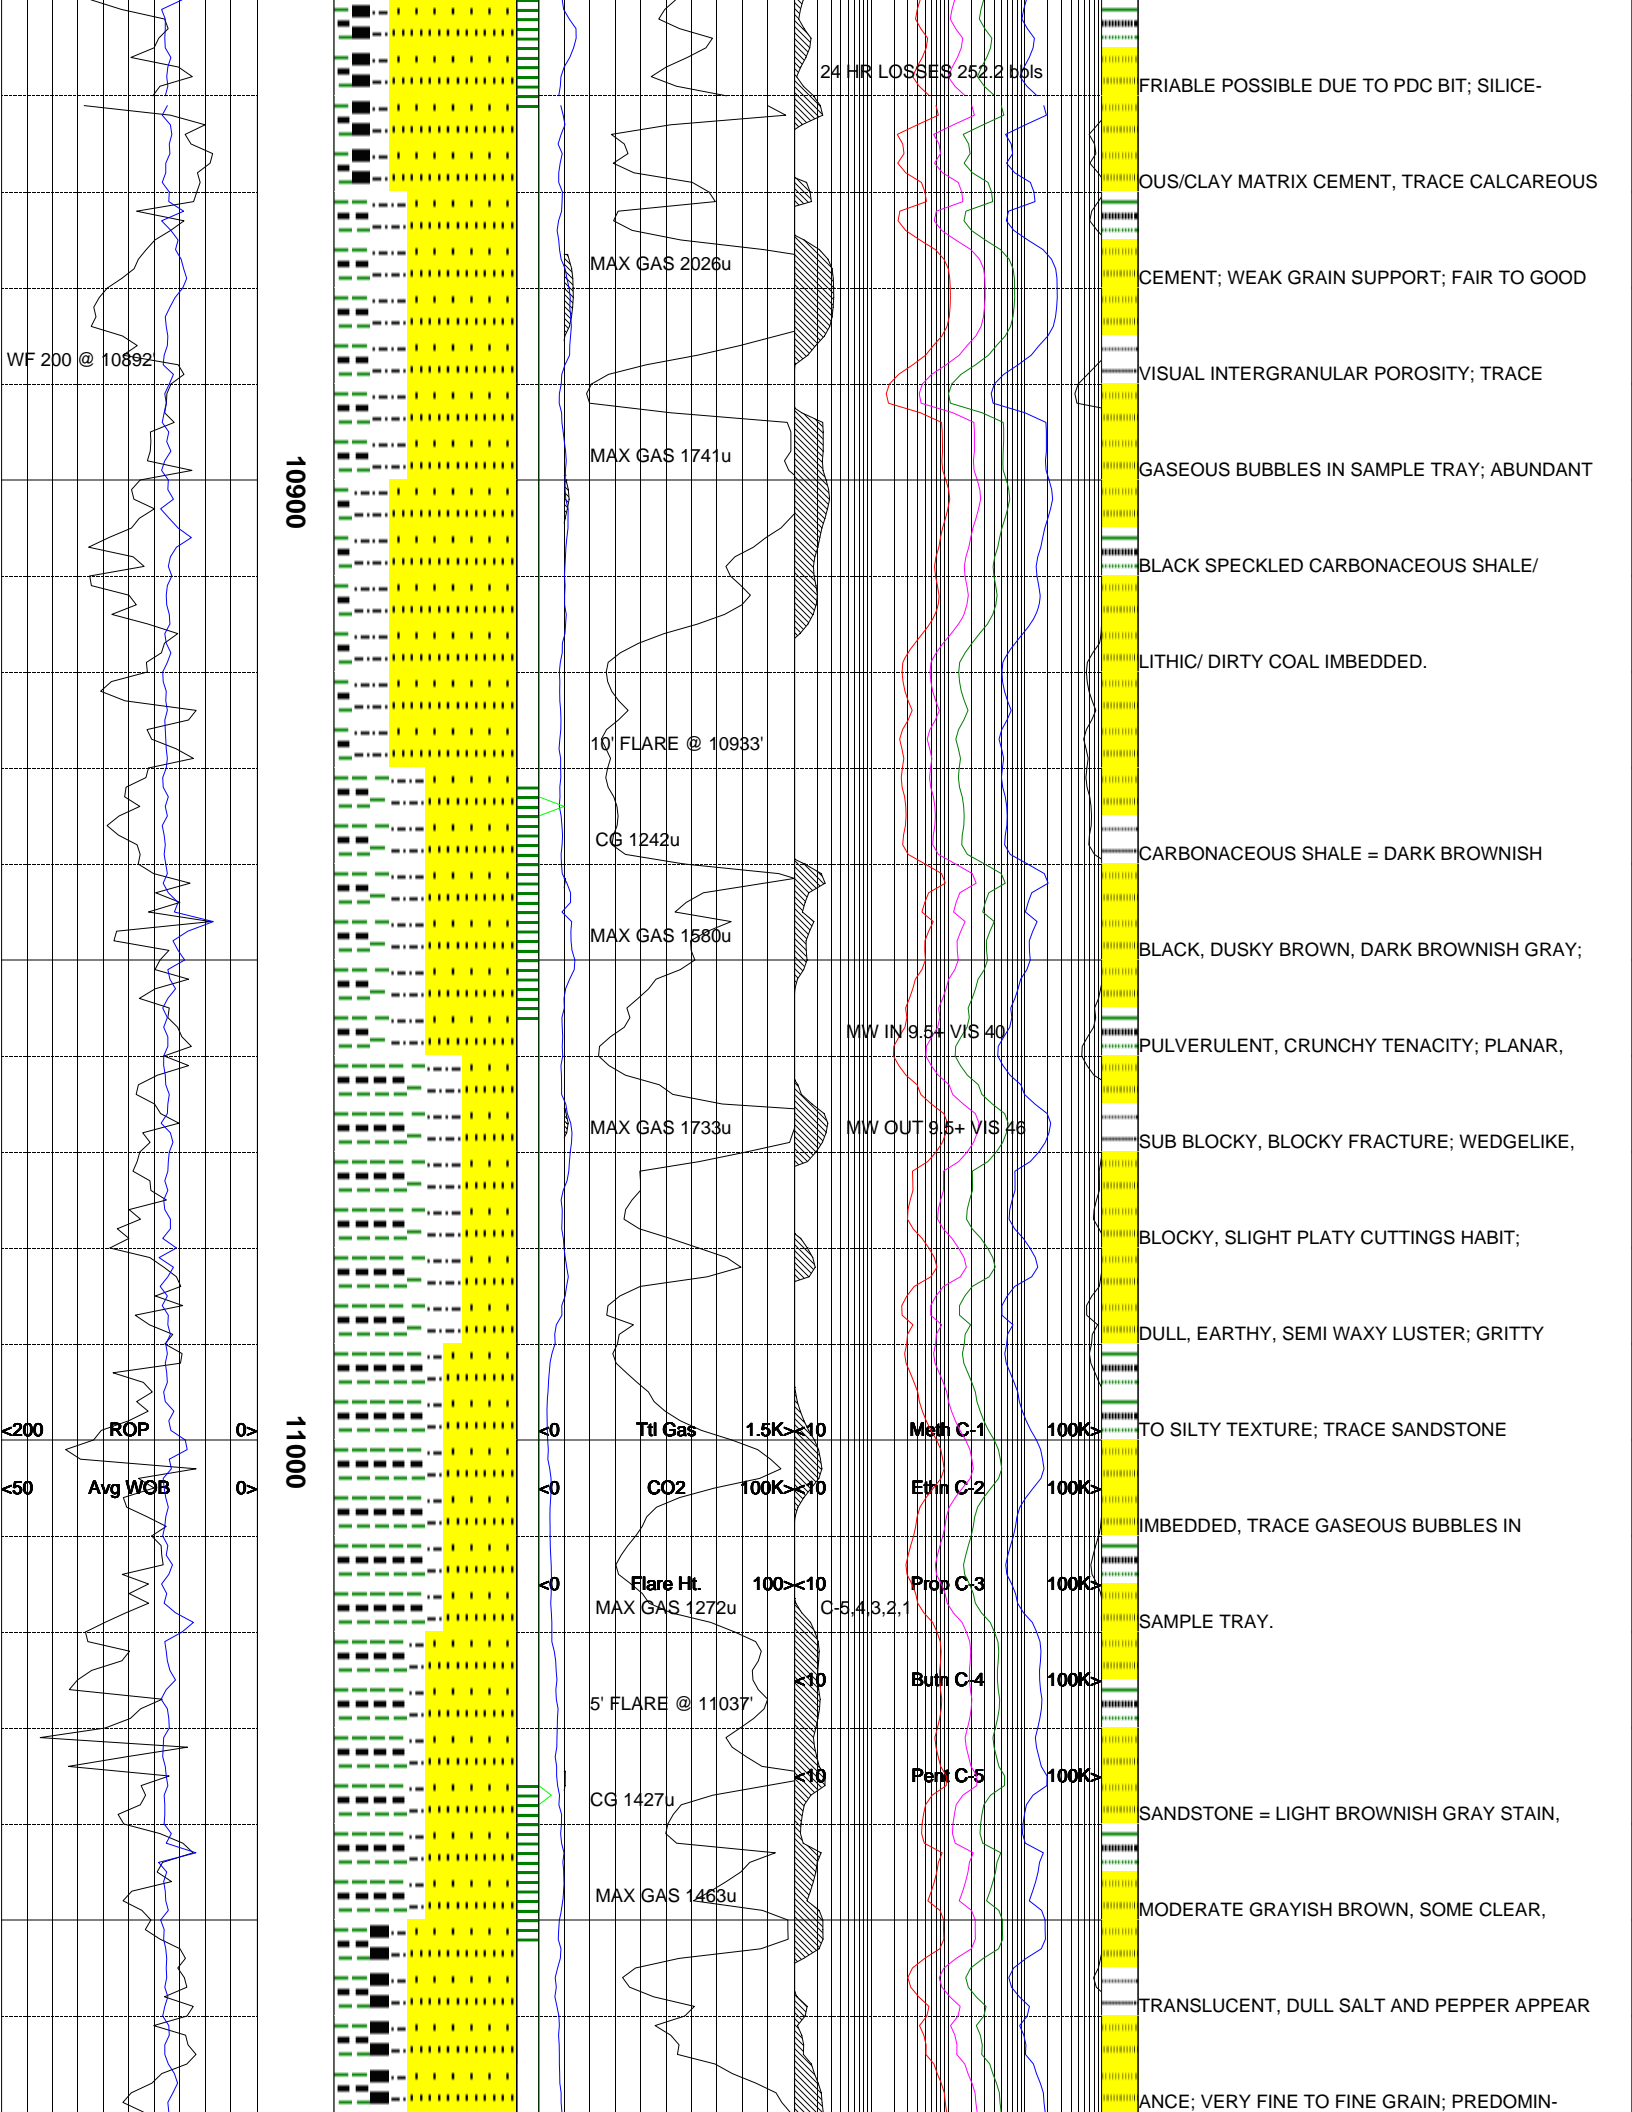 24 HR LOSSES 252.2 bbls
FRIABLE POSSIBLE DUE TO PDC BIT; SILICE-
OUS/CLAY MATRIX CEMENT, TRACE CALCAREOUS
MAX GAS 2026u
CEMENT; WEAK GRAIN SUPPORT; FAIR TO GOOD
WF 200 @ 10892'
VISUAL INTERGRANULAR POROSITY; TRACE
MAX GAS 1741u
GASEOUS BUBBLES IN SAMPLE TRAY; ABUNDANT
10900
BLACK SPECKLED CARBONACEOUS SHALE/
LITHIC/ DIRTY COAL IMBEDDED.
10' FLARE @ 10933'
CG 1242u
CARBONACEOUS SHALE = DARK BROWNISH
MAX GAS 1580u
BLACK, DUSKY BROWN, DARK BROWNISH GRAY;
MW IN 9.5+ VIS 40
PULVERULENT, CRUNCHY TENACITY; PLANAR,
MAX GAS 1733u
MW OUT 9.5+ VIS 46
SUB BLOCKY, BLOCKY FRACTURE; WEDGELIKE,
BLOCKY, SLIGHT PLATY CUTTINGS HABIT;
DULL, EARTHY, SEMI WAXY LUSTER; GRITTY
11000
<200 ROP 0>
<0 Ttl Gas 1.5K>
<10 Meth C-1 100K>
TO SILTY TEXTURE; TRACE SANDSTONE
<50 Avg WOB 0>
<0 CO2 100K>
<10 Ethn C-2 100K>
IMBEDDED, TRACE GASEOUS BUBBLES IN
<0 Flare Ht. 100>
<10 Prop C-3 100K>
MAX GAS 1272u
C-5,4,3,2,1
SAMPLE TRAY.
<10 Butn C-4 100K>
5' FLARE @ 11037'
<10 Pent C-5 100K>
CG 1427u
SANDSTONE = LIGHT BROWNISH GRAY STAIN,
MAX GAS 1463u
MODERATE GRAYISH BROWN, SOME CLEAR,
TRANSLUCENT, DULL SALT AND PEPPER APPEAR
ANCE; VERY FINE TO FINE GRAIN; PREDOMIN-